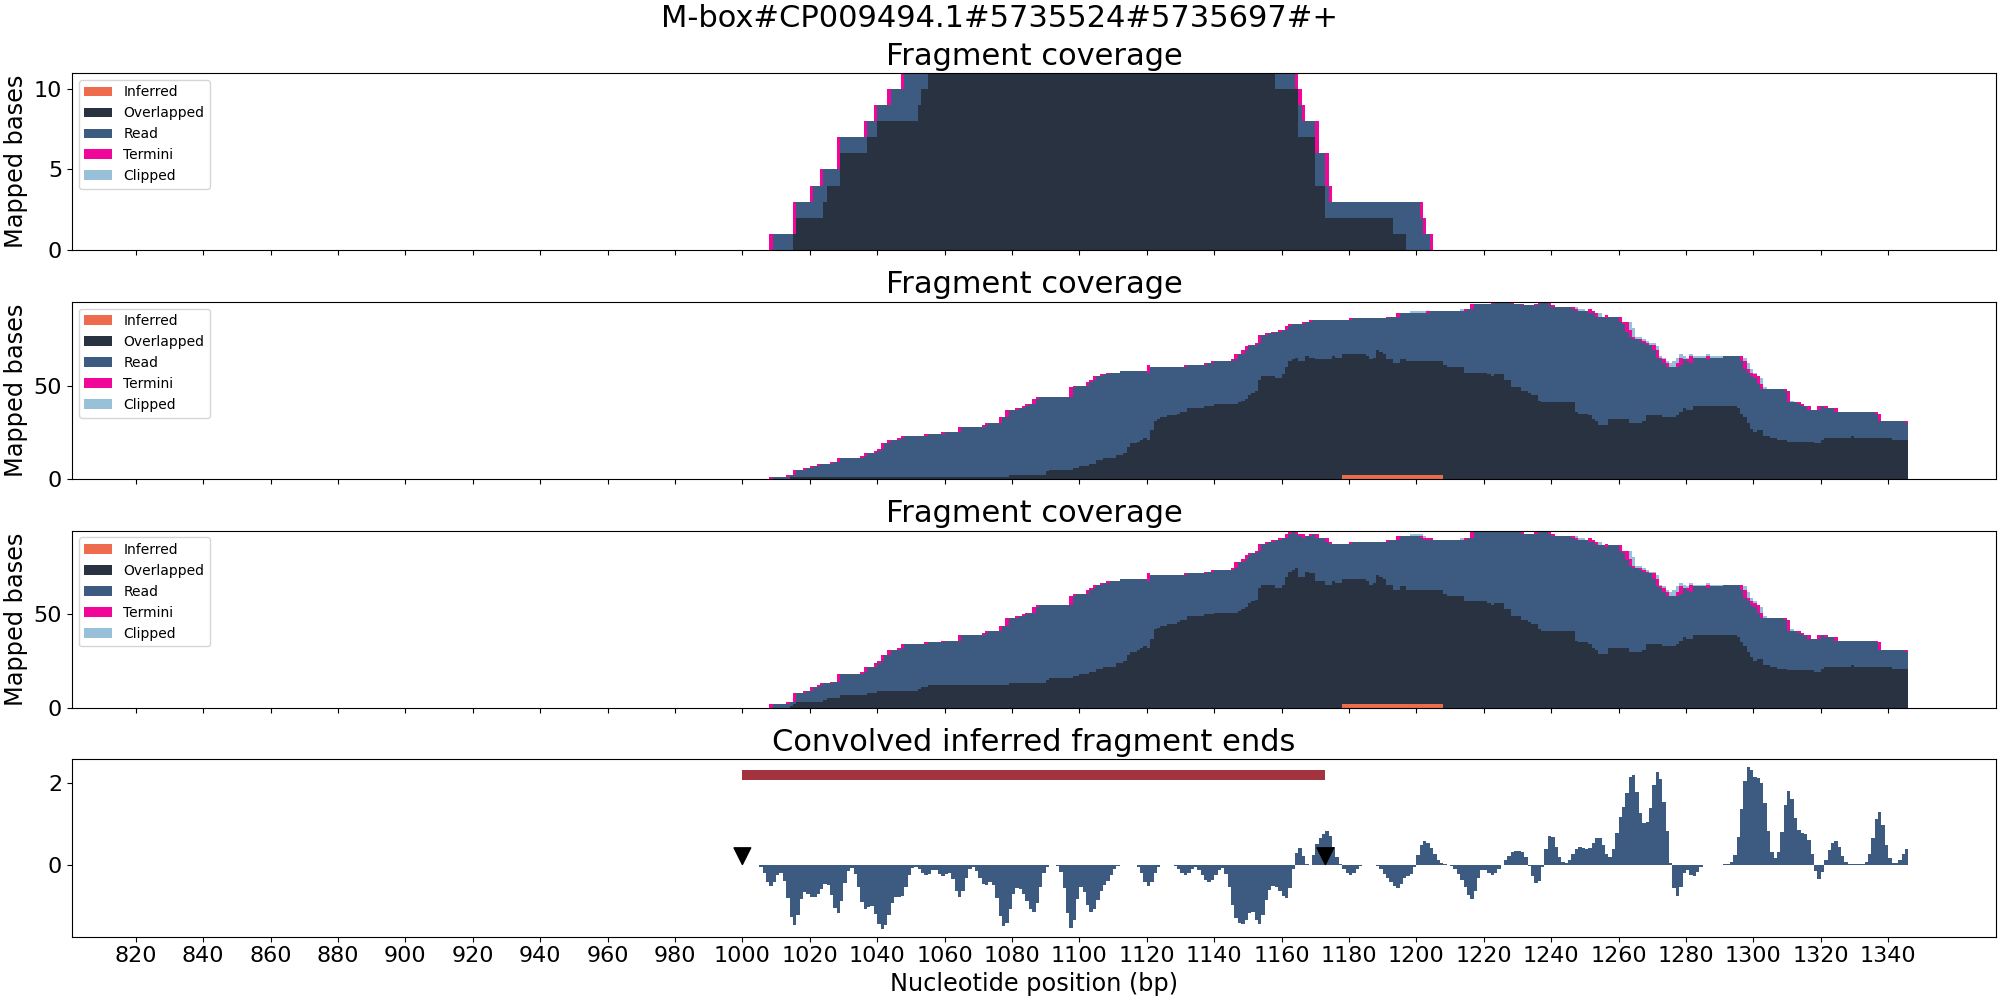 M-box#CP009494.1#5735524#5735697#+
Fragment coverage
Mapped bases
10
5
0
Inferred
Overlapped
Read
Termini
Clipped
Fragment coverage
Mapped bases
50
0
Inferred
Overlapped
Read
Termini
Clipped
Fragment coverage
Mapped bases
50
0
Inferred
Overlapped
Read
Termini
Clipped
Convolved inferred fragment ends
2
0
820 840 860 880 900 920 940 960 980 1000 1020 1040 1060 1080 1100 1120 1140 1160 1180 1200 1220 1240 1260 1280 1300 1320 1340
Nucleotide position (bp)